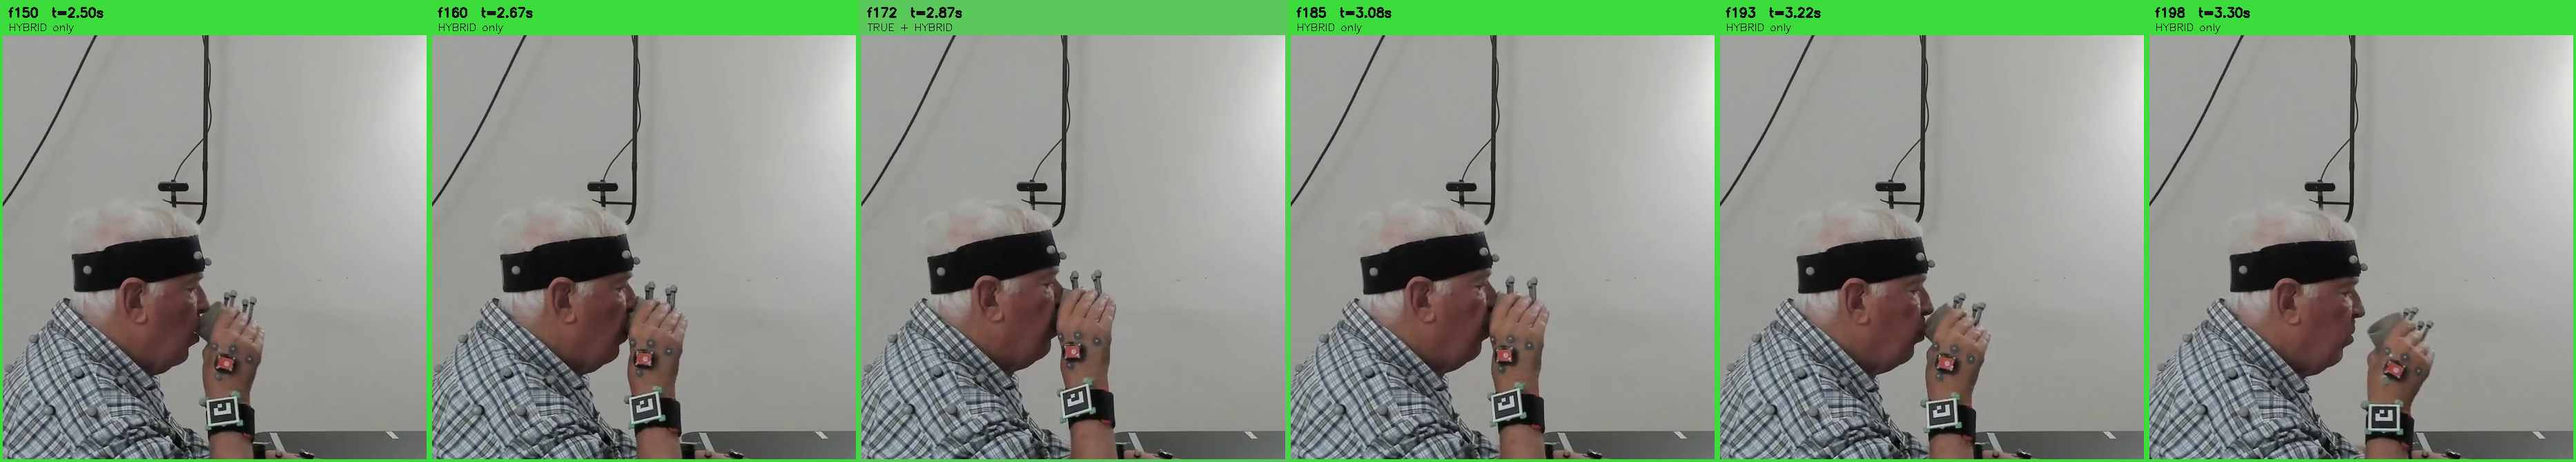 f150 t=2.50s
HYBRID only
f160 t=2.67s
HYBRID only
f172 t=2.87s
TRUE + HYBRID
f185 t=3.08s
HYBRID only
f193 t=3.22s
HYBRID only
f198 t=3.30s
HYBRID only